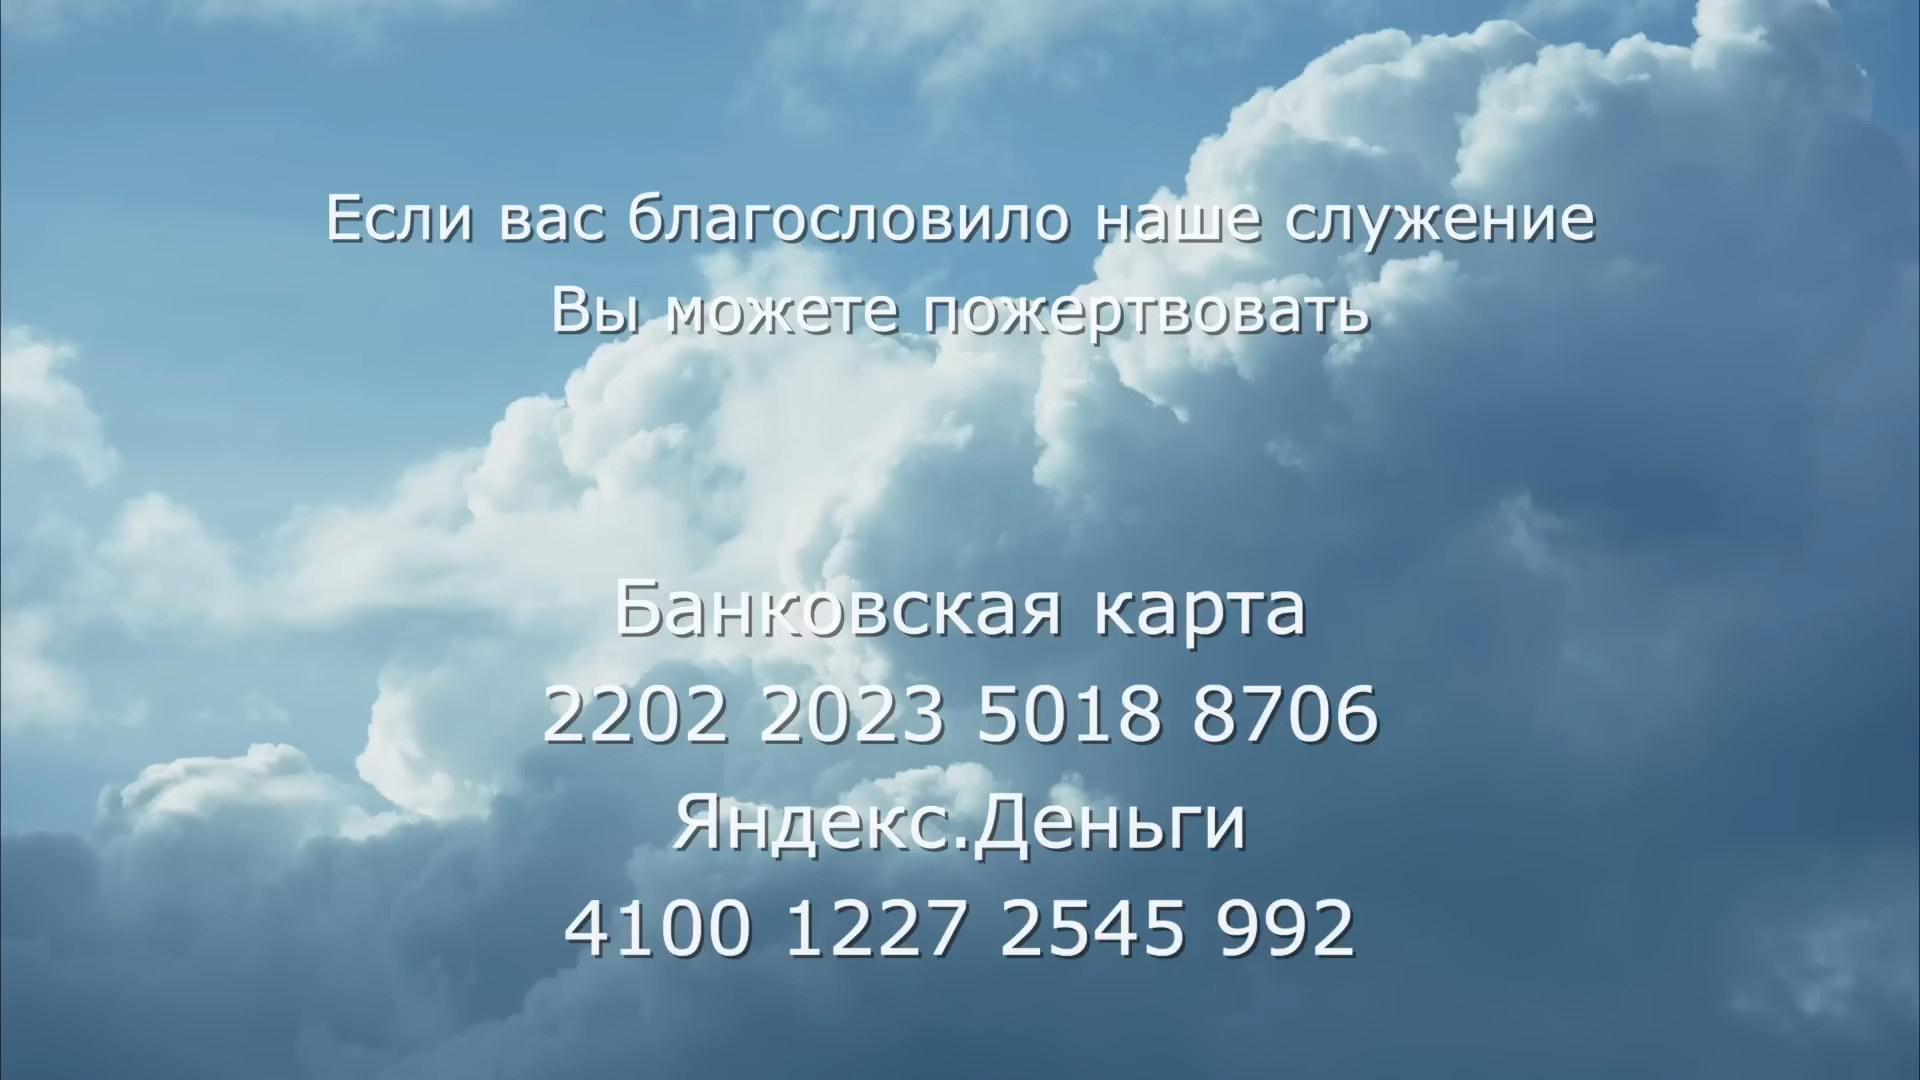 Если вас благословило наше служение
Вы можете пожертвовать
Банковская карта
2202 2023 5018 8706
Яндекс.Деньги
4100 1227 2545 992